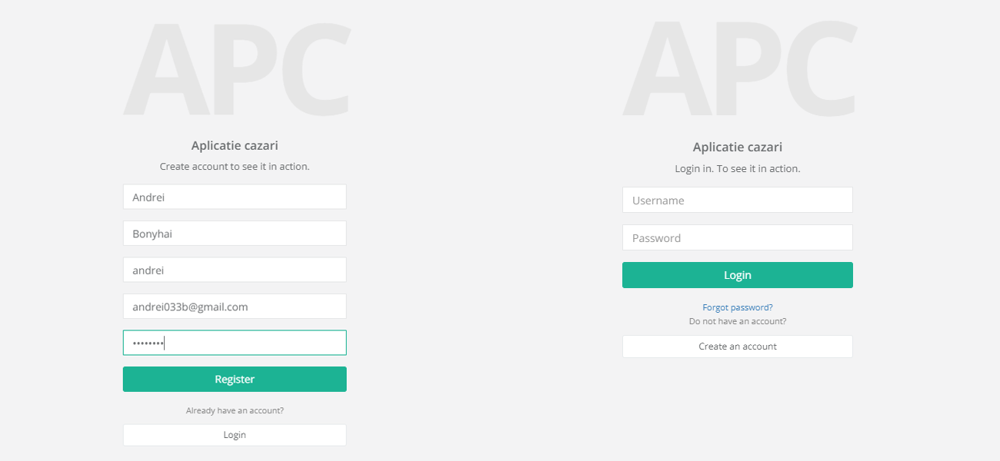 APC
Aplicatie cazari
Create account to see it in action.
Andrei
Bonyhai
andrei
andrei033b@gmail.com
••••••••
Register
Already have an account?
Login
APC
Aplicatie cazari
Login in. To see it in action.
Username
Password
Login
Forgot password?
Do not have an account?
Create an account